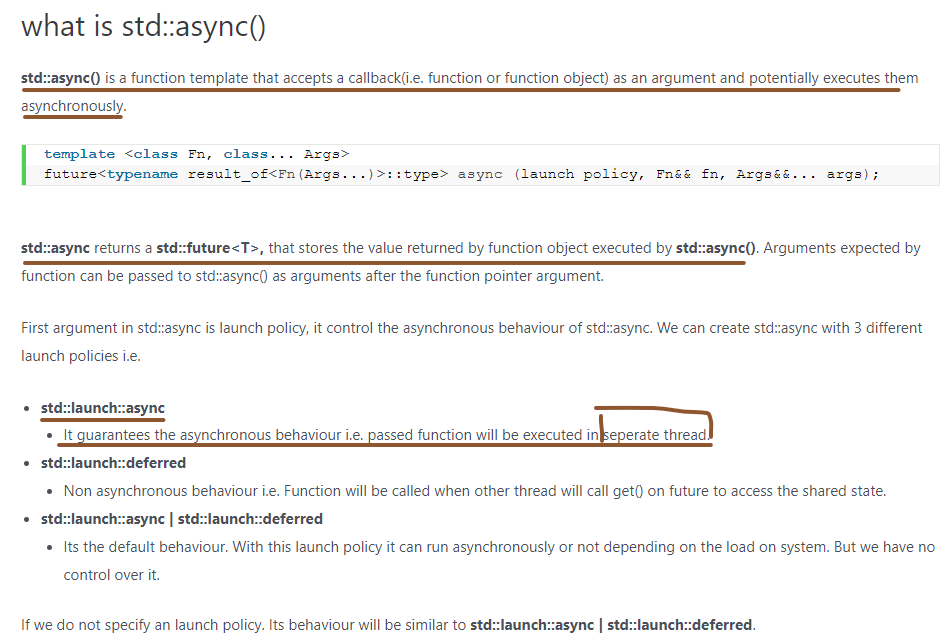 what is std::async()
std::async() is a function template that accepts a callback(i.e. function or function object) as an argument and potentially executes them
asynchronously.
template <class Fn, class... Args>
future<typename result_of<Fn(Args...)>::type> async (launch policy, Fn&& fn, Args&&... args);
std::async returns a std::future<T>, that stores the value returned by function object executed by std::async(). Arguments expected by
function can be passed to std::async() as arguments after the function pointer argument.
First argument in std::async is launch policy, it control the asynchronous behaviour of std::async. We can create std::async with 3 different
launch policies i.e.
• std::launch::async
• It guarantees the asynchronous behaviour i.e. passed function will be executed in seperate thread.
• std::launch::deferred
• Non asynchronous behaviour i.e. Function will be called when other thread will call get() on future to access the shared state.
• std::launch::async | std::launch::deferred
• Its the default behaviour. With this launch policy it can run asynchronously or not depending on the load on system. But we have no
control over it.
If we do not specify an launch policy. Its behaviour will be similar to std::launch::async | std::launch::deferred.